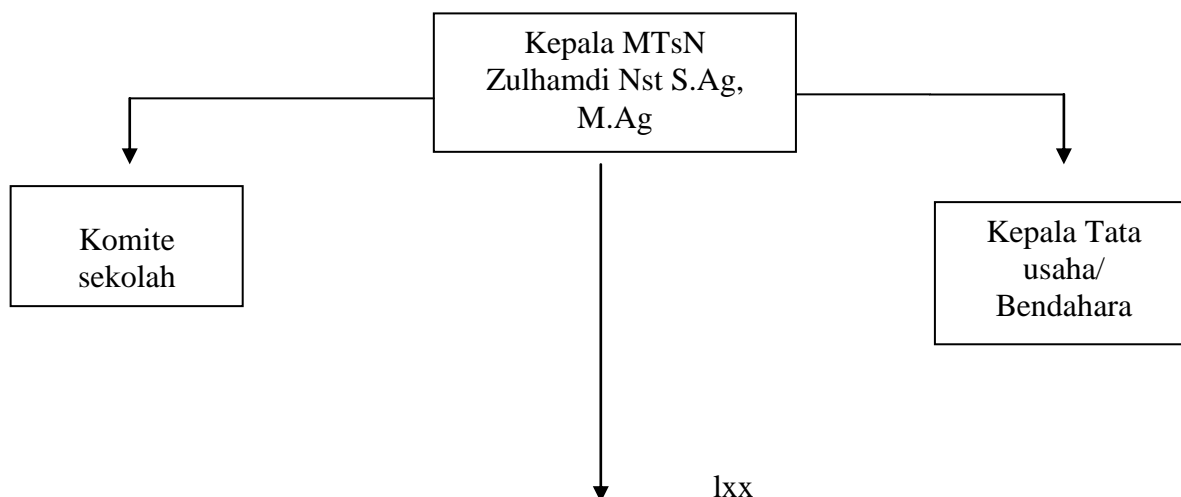 Kepala MTsN
Zulhamdi Nst S.Ag,
M.Ag
Komite
sekolah
Kepala Tata
usaha/
Bendahara
lxx